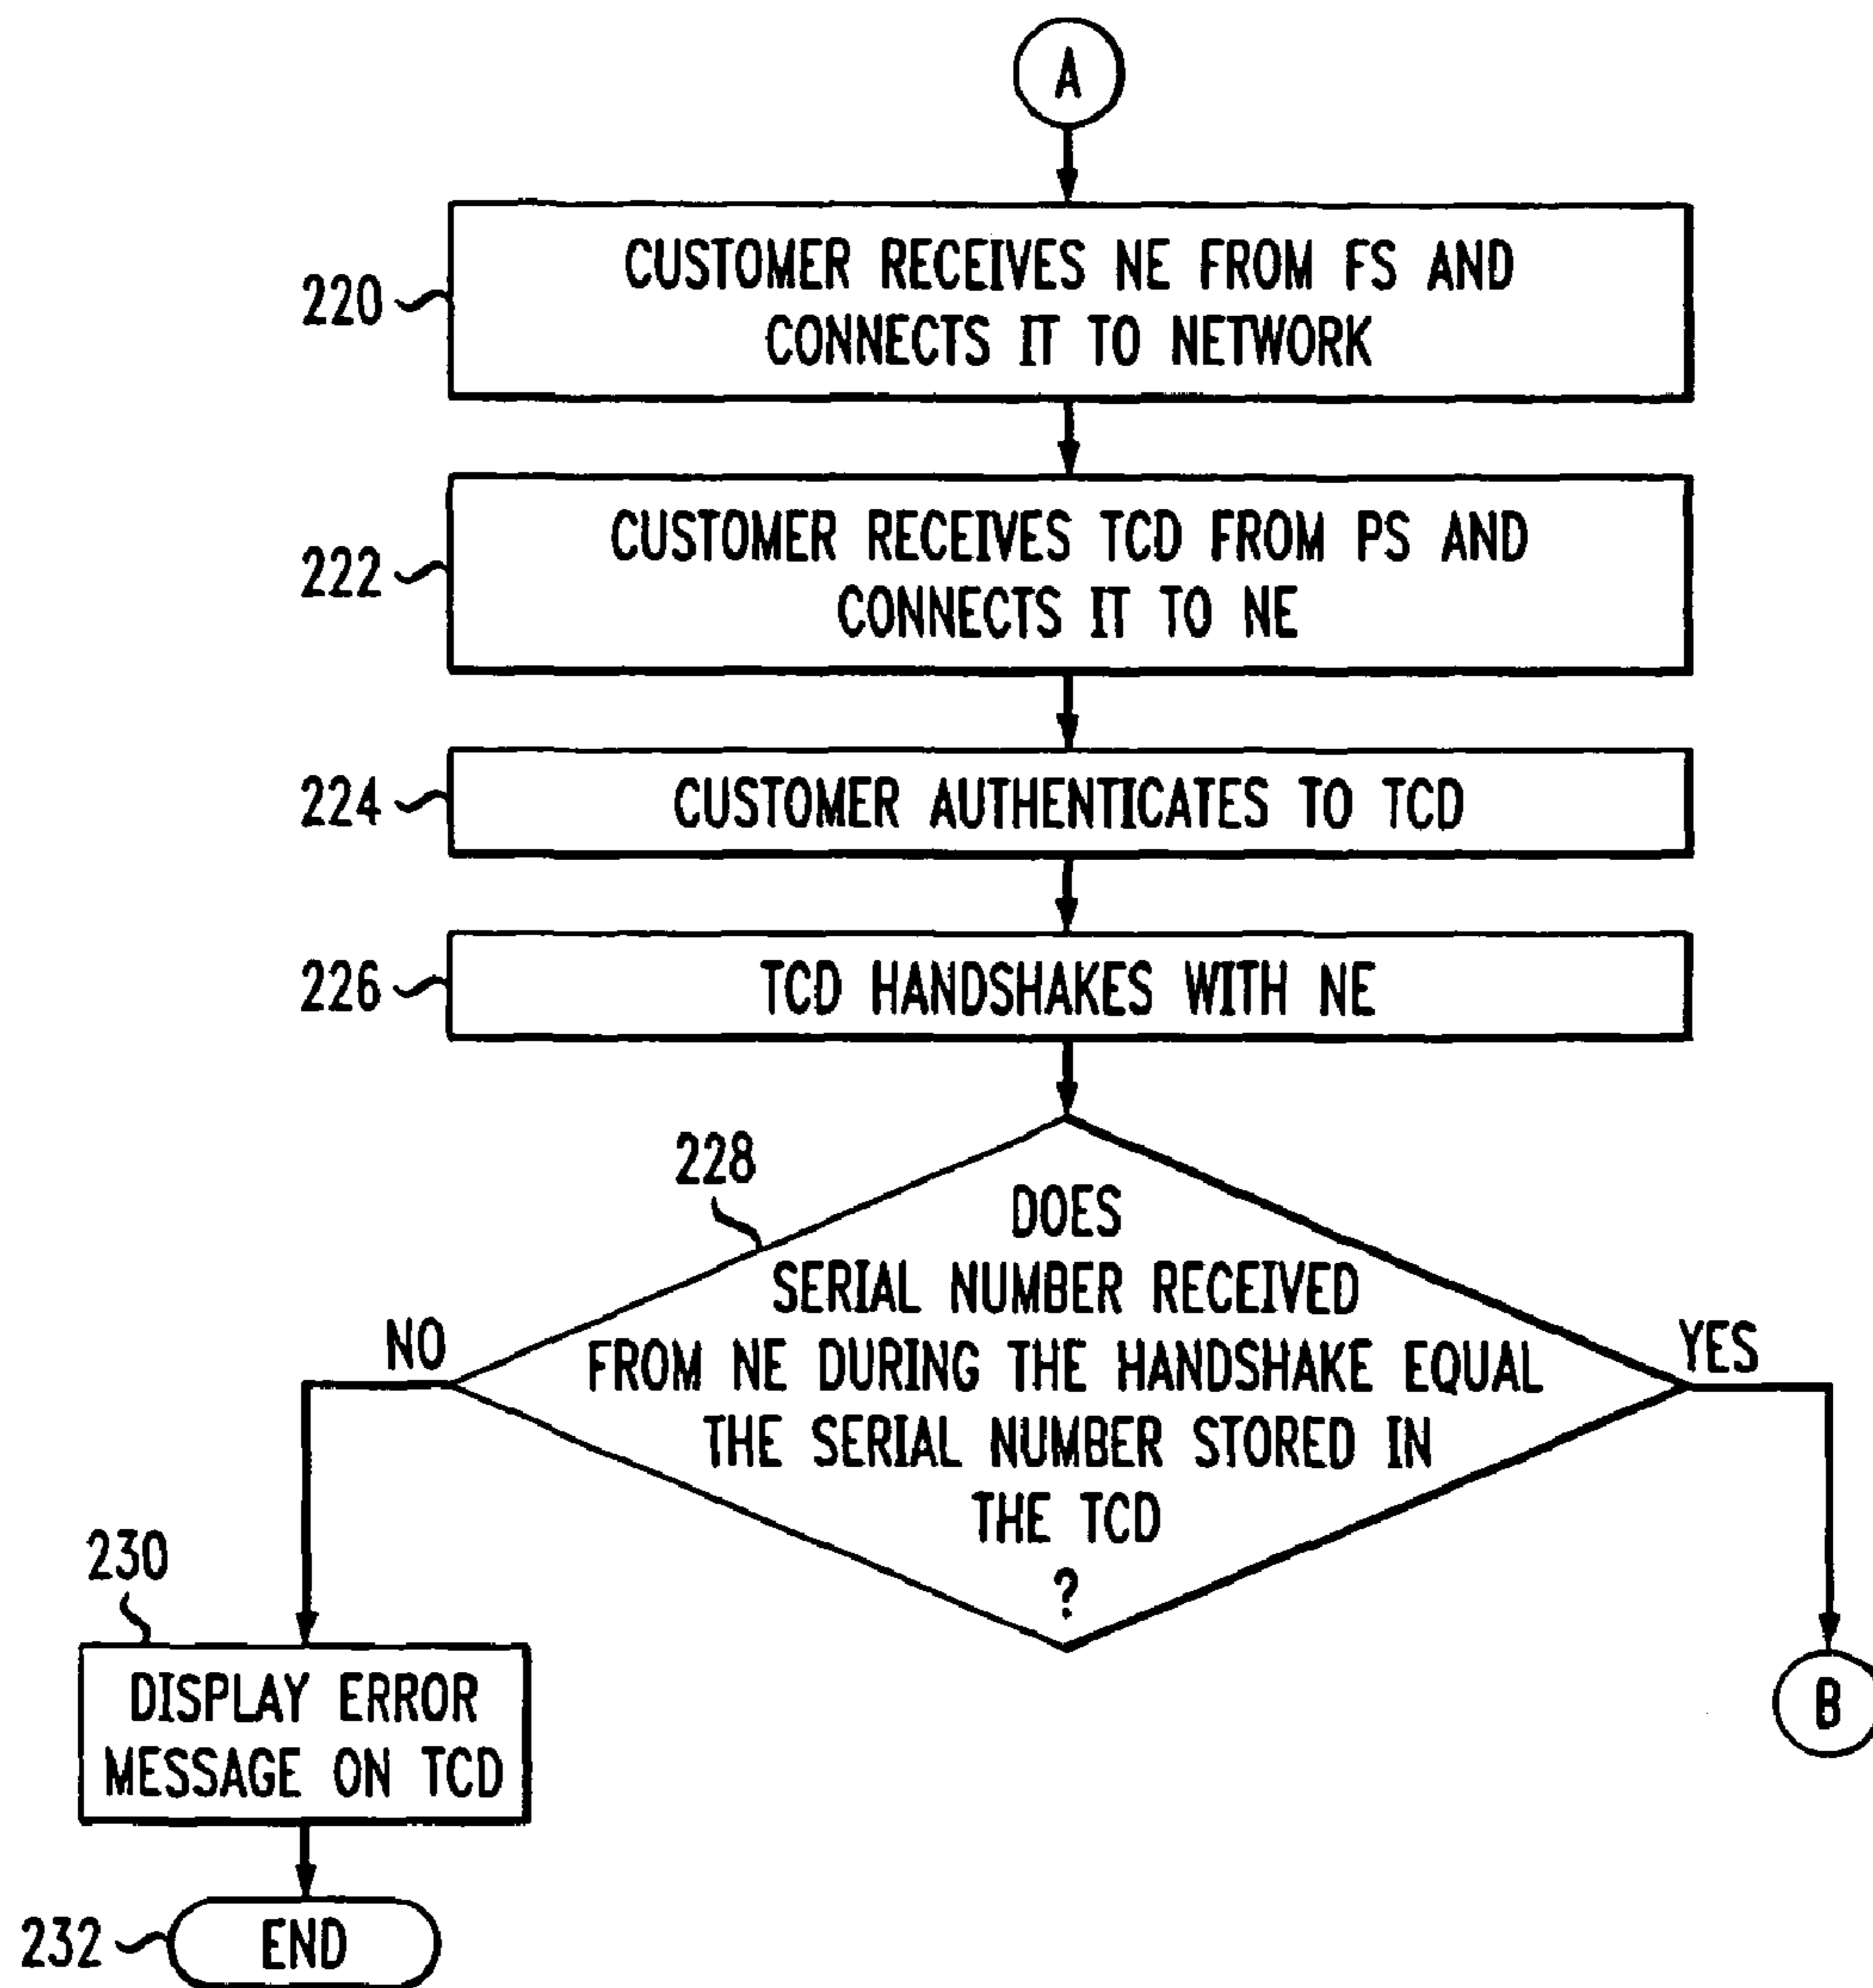 A
220
CUSTOMER RECEIVES NE FROM FS AND
CONNECTS IT TO NETWORK
222
CUSTOMER RECEIVES TCD FROM PS AND
CONNECTS IT TO NE
224
CUSTOMER AUTHENTICATES TO TCD
226
TCD HANDSHAKES WITH NE
228
DOES
SERIAL NUMBER RECEIVED
FROM NE DURING THE HANDSHAKE EQUAL
THE SERIAL NUMBER STORED IN
THE TCD
?
NO
YES
230
DISPLAY ERROR
MESSAGE ON TCD
B
232
END